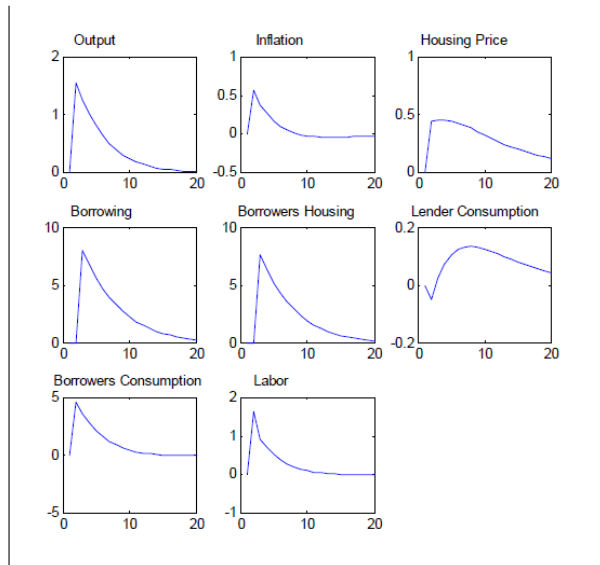 Output Inflation Housing Price
2 1 1
1 0.5 0.5
0
0 -0.5 0
0 10 20 0 10 20 0 10 20
Borrowing Borrowers Housing Lender Consumption
10 10 0.2
5 5 0
0 0 -0.2
0 10 20 0 10 20 0 10 20
Borrowers Consumption Labor
5 2
0 1
0
-5 -1
0 10 20 0 10 20